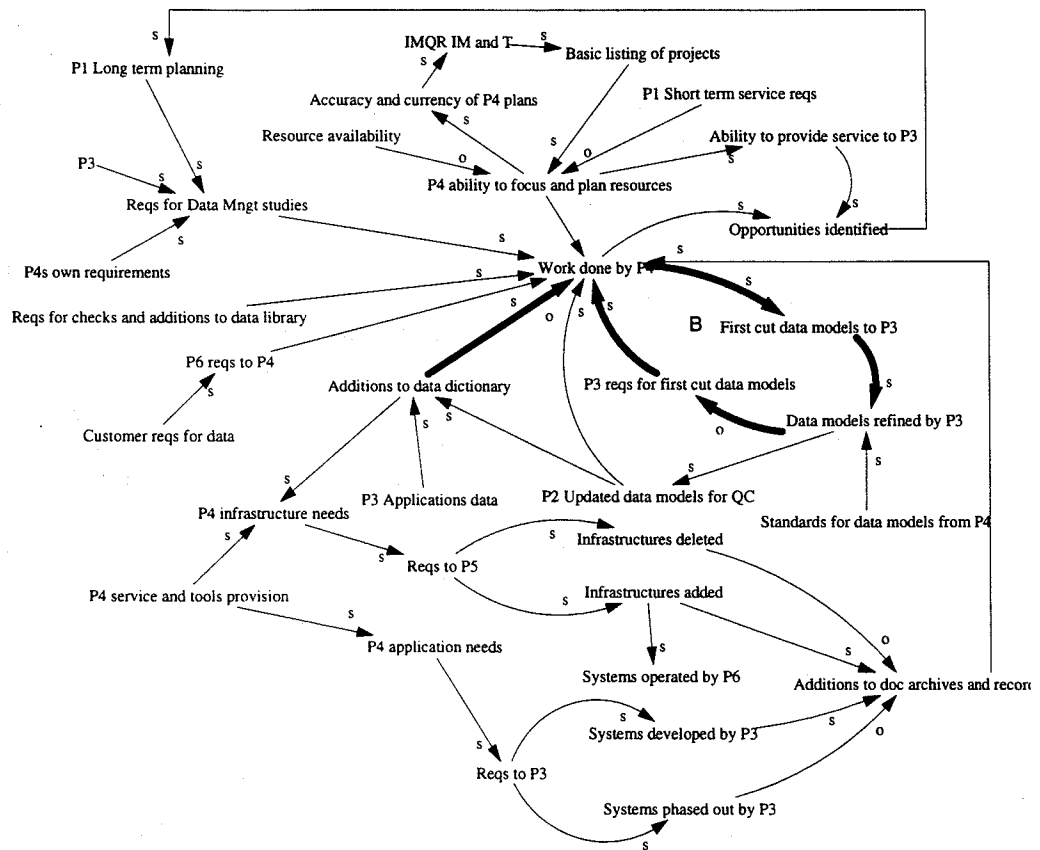 s
IMQR IM and T
s
Basic listing of projects
P1 Long term planning
s
Accuracy and currency of P4 plans
P1 Short term service reqs
s
Resource availability
Ability to provide service to P3
o
s
o
s
P3
s
s
P4 ability to focus and plan resources
Reqs for Data Mngt studies
s
s
s
Opportunities identified
s
s
P4s own requirements
s
Work done by P4
s
s
Reqs for checks and additions to data library
s
o
s
s
B
First cut data models to P3
P6 reqs to P4
s
Additions to data dictionary
P3 reqs for first cut data models
s
Customer reqs for data
s
s
o
Data models refined by P3
s
s
s
P3 Applications data
P2 Updated data models for QC
P4 infrastructure needs
Standards for data models from P4
s
s
s
Infrastructures deleted
Reqs to P5
P4 service and tools provision
s
Infrastructures added
s
P4 application needs
s
s
o
Systems operated by P6
Additions to doc archives and record
s
s
Systems developed by P3
o
s
Reqs to P3
Systems phased out by P3
s